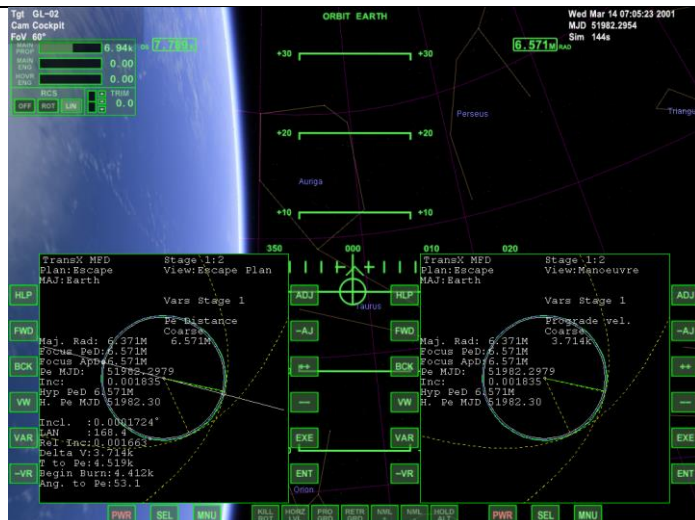 Tgt GL-02
Cam Cockpit
FoV 60°
ORBIT EARTH
Wed Mar 14 07:05:23 2001
MJD 51982.2954
Sim 144s
MAIN PROP 6.94k
MAIN ENG 0.00
HOVR ENG 0.00
RCS
OFF ROT LIN
TRIM
0.0
6.571M RAD
+30 +30
+20 +20
+10 +10
Perseus
Auriga
Taurus
Orion
350 000 010 020
TransX MFD Stage 1:2
Plan:Escape View:Escape Plan
MAJ:Earth
Vars Stage 1
Pe Distance
Coarse
6.571M
Maj. Rad: 6.371M
Focus PeD:6.571M
Focus ApD:6.571M
Pe MJD: 51982.2979
Inc: 0.001835°
Hyp PeD 6.571M
H. Pe MJD 51982.30
Incl. :0.0001724°
LAN :168.4°
Rel Inc:0.001663°
Delta V:3.714k
T to Pe:4.519k
Begin Burn:4.412k
Ang. to Pe:53.1
HLP
FWD
BCK
VW
VAR
-VR
ADJ
-AJ
++
--
EXE
ENT
PWR SEL MNU
TransX MFD Stage 1:2
Plan:Escape View:Manoeuvre
MAJ:Earth
Vars Stage 1
Prograde vel.
Coarse
3.714k
Maj. Rad: 6.371M
Focus PeD:6.571M
Focus ApD:6.571M
Pe MJD: 51982.2979
Inc: 0.001835°
Hyp PeD 6.571M
H. Pe MJD 51982.30
HLP
FWD
BCK
VW
VAR
-VR
ADJ
-AJ
++
--
EXE
ENT
PWR SEL MNU
KILL ROT
HORZ LVL
PRO GRD
RETR GRD
NML +
NML -
HOLD ALT